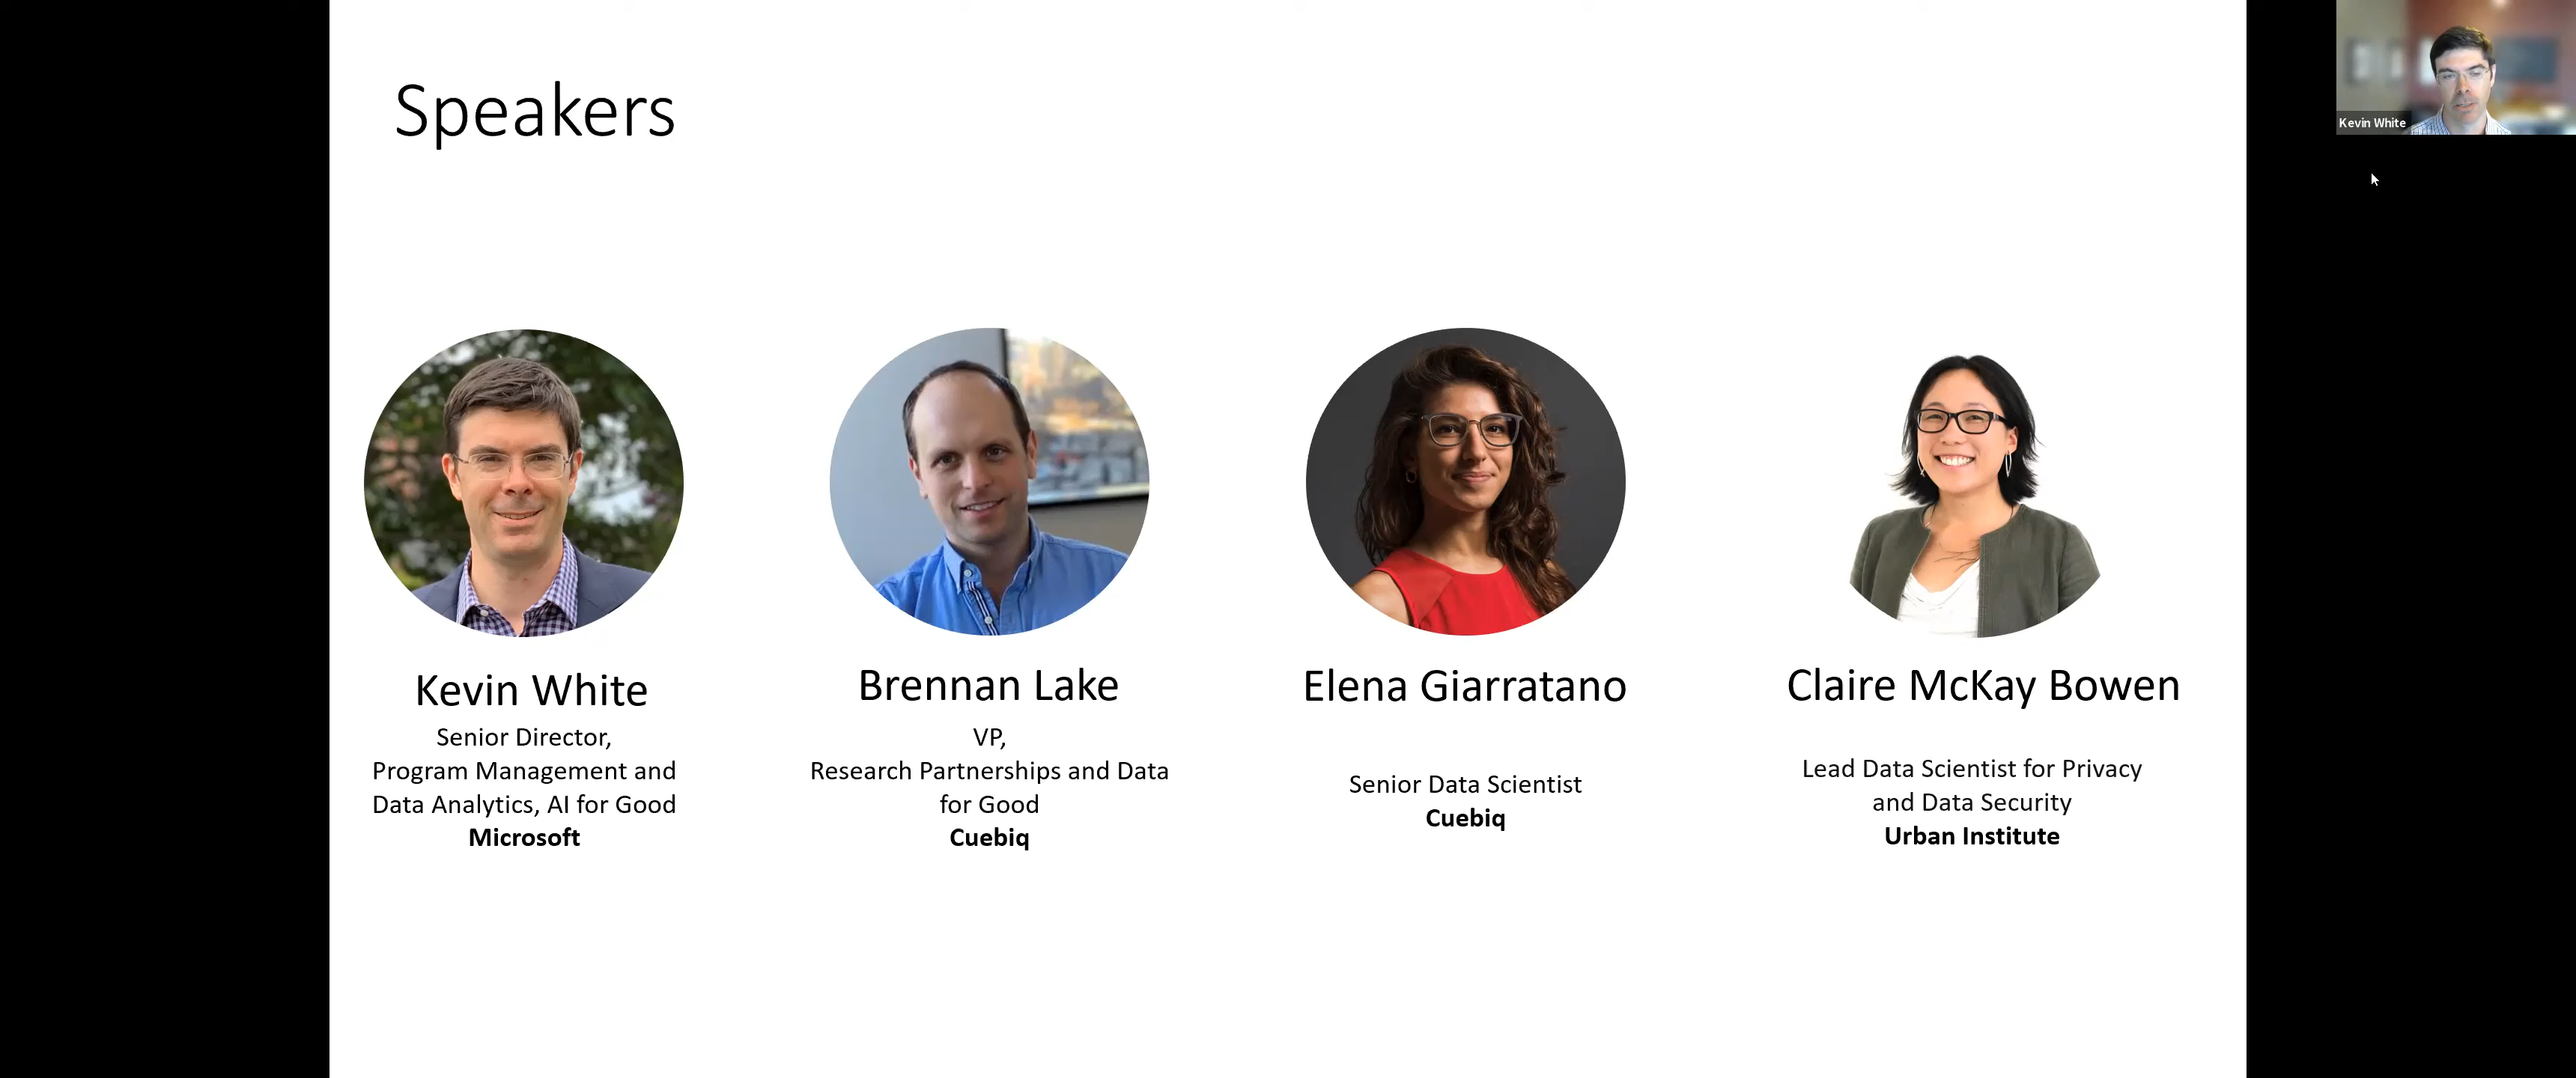 Speakers
Kevin White
Kevin White
Senior Director,
Program Management and
Data Analytics, AI for Good
Microsoft
Brennan Lake
VP,
Research Partnerships and Data
for Good
Cuebiq
Elena Giarratano
Senior Data Scientist
Cuebiq
Claire McKay Bowen
Lead Data Scientist for Privacy
and Data Security
Urban Institute